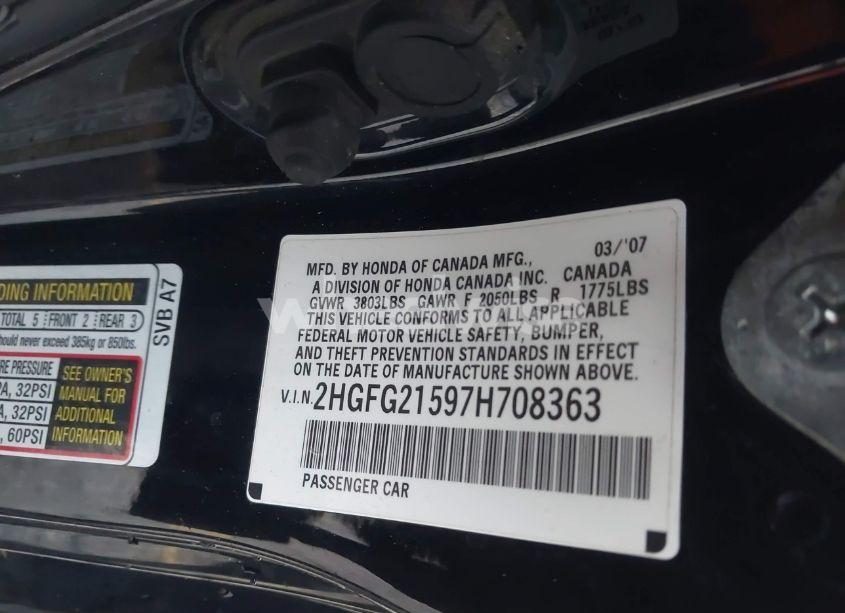 DING INFORMATION
TOTAL 5 FRONT 2 REAR 3
hould never exceed 385kg or 850lbs.
RE PRESSURE
A, 32PSI
A, 32PSI
, 60PSI
SEE OWNER'S
MANUAL FOR
ADDITIONAL
INFORMATION
SVB A7
03/'07
MFD. BY HONDA OF CANADA MFG.,
A DIVISION OF HONDA CANADA INC. CANADA
GVWR 3803LBS GAWR F 2050LBS R 1775LBS
THIS VEHICLE CONFORMS TO ALL APPLICABLE
FEDERAL MOTOR VEHICLE SAFETY, BUMPER,
AND THEFT PREVENTION STANDARDS IN EFFECT
ON THE DATE OF MANUFACTURE SHOWN ABOVE.
V.I.N. 2HGFG21597H708363
PASSENGER CAR